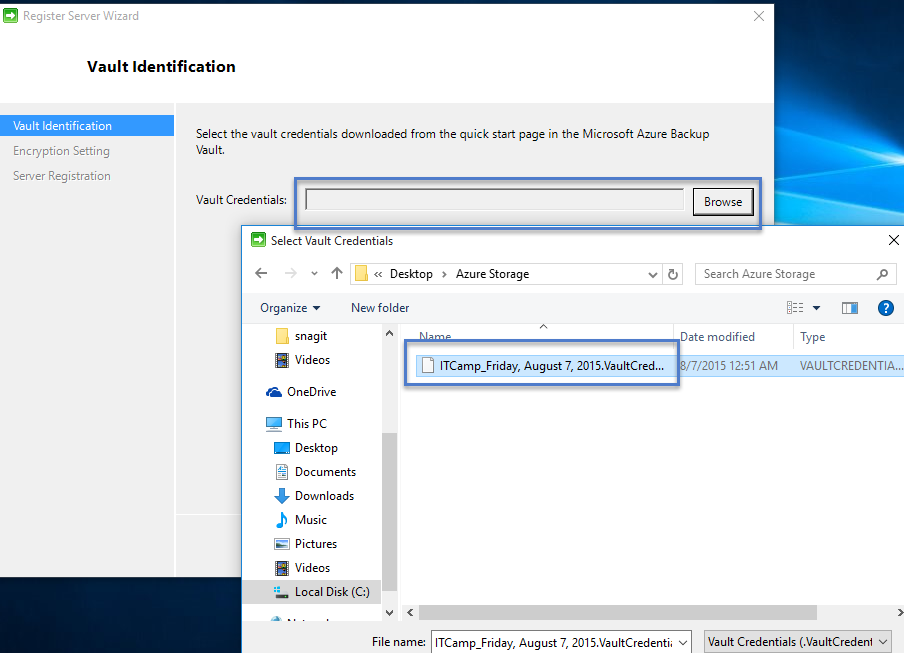 Register Server Wizard
Vault Identification
Vault Identification
Encryption Setting
Server Registration
Select the vault credentials downloaded from the quick start page in the Microsoft Azure Backup
Vault.
Vault Credentials:
Browse
Select Vault Credentials
« Desktop › Azure Storage
Search Azure Storage
Organize
New folder
?
snagit
Videos
OneDrive
This PC
Desktop
Documents
Downloads
Music
Pictures
Videos
Local Disk (C:)
Name
Date modified
Type
ITCamp_Friday, August 7, 2015.VaultCred...
8/7/2015 12:51 AM
VAULTCREDENTIA...
File name:
ITCamp_Friday, August 7, 2015.VaultCredentia
Vault Credentials (.VaultCredent